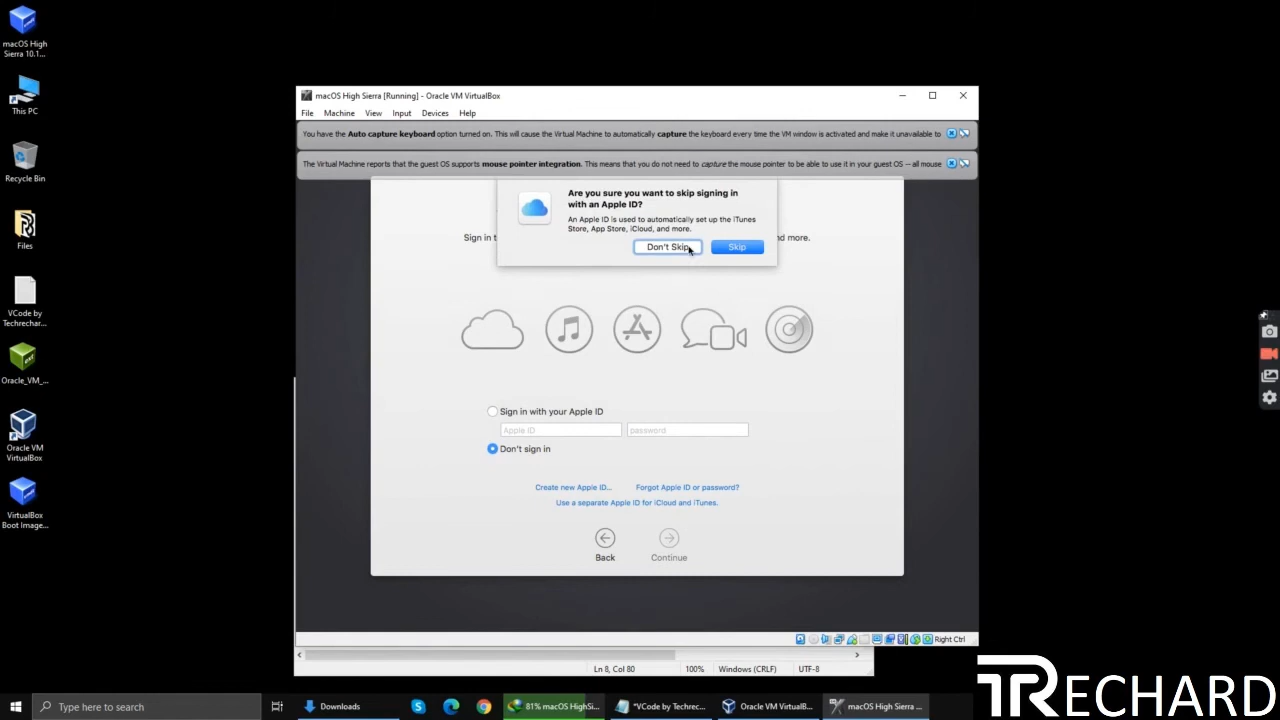 macOS High
Sierra 10.1...
This PC
Recycle Bin
Files
VCode by
Techrechar...
Oracle_VM_...
Oracle VM
VirtualBox
VirtualBox
Boot Image...
macOS High Sierra [Running] - Oracle VM VirtualBox
File Machine View Input Devices Help
You have the Auto capture keyboard option turned on. This will cause the Virtual Machine to automatically capture the keyboard every time the VM window is activated and make it unavailable to
The Virtual Machine reports that the guest OS supports mouse pointer integration. This means that you do not need to capture the mouse pointer to be able to use it in your guest OS -- all mouse
Are you sure you want to skip signing in
with an Apple ID?
An Apple ID is used to automatically set up the iTunes
Store, App Store, iCloud, and more.
Sign in t nd more.
Don't Skip Skip
Sign in with your Apple ID
Apple ID password
Don't sign in
Create new Apple ID... Forgot Apple ID or password?
Use a separate Apple ID for iCloud and iTunes.
Back Continue
Right Ctrl
Ln 8, Col 80 100% Windows (CRLF) UTF-8
Type here to search Downloads 81% macOS HighSi... *VCode by Techrec... Oracle VM VirtualB... macOS High Sierra ...
TRECHARD